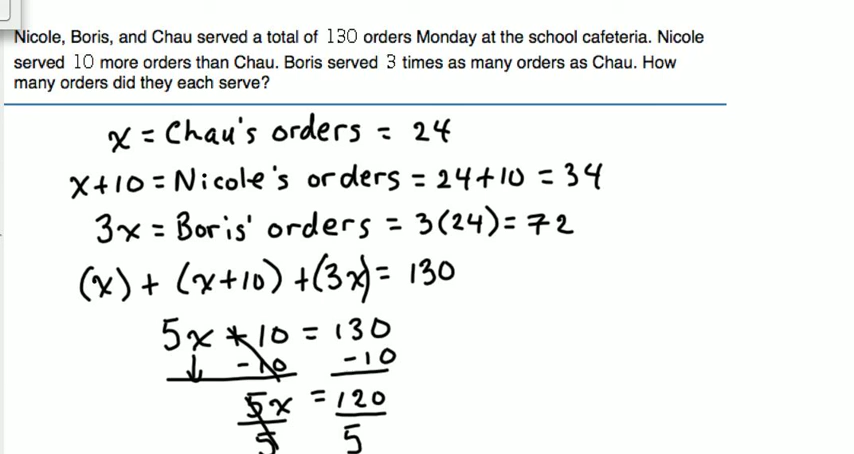 Nicole, Boris, and Chau served a total of 130 orders Monday at the school cafeteria. Nicole
served 10 more orders than Chau. Boris served 3 times as many orders as Chau. How
many orders did they each serve?
x = Chau's orders = 24
x+10 = Nicole's orders = 24+10 = 34
3x = Boris' orders = 3(24) = 72
(x) + (x+10) + (3x) = 130
5x + 10 = 130
↓ -10 -10
5x = 120
5 5